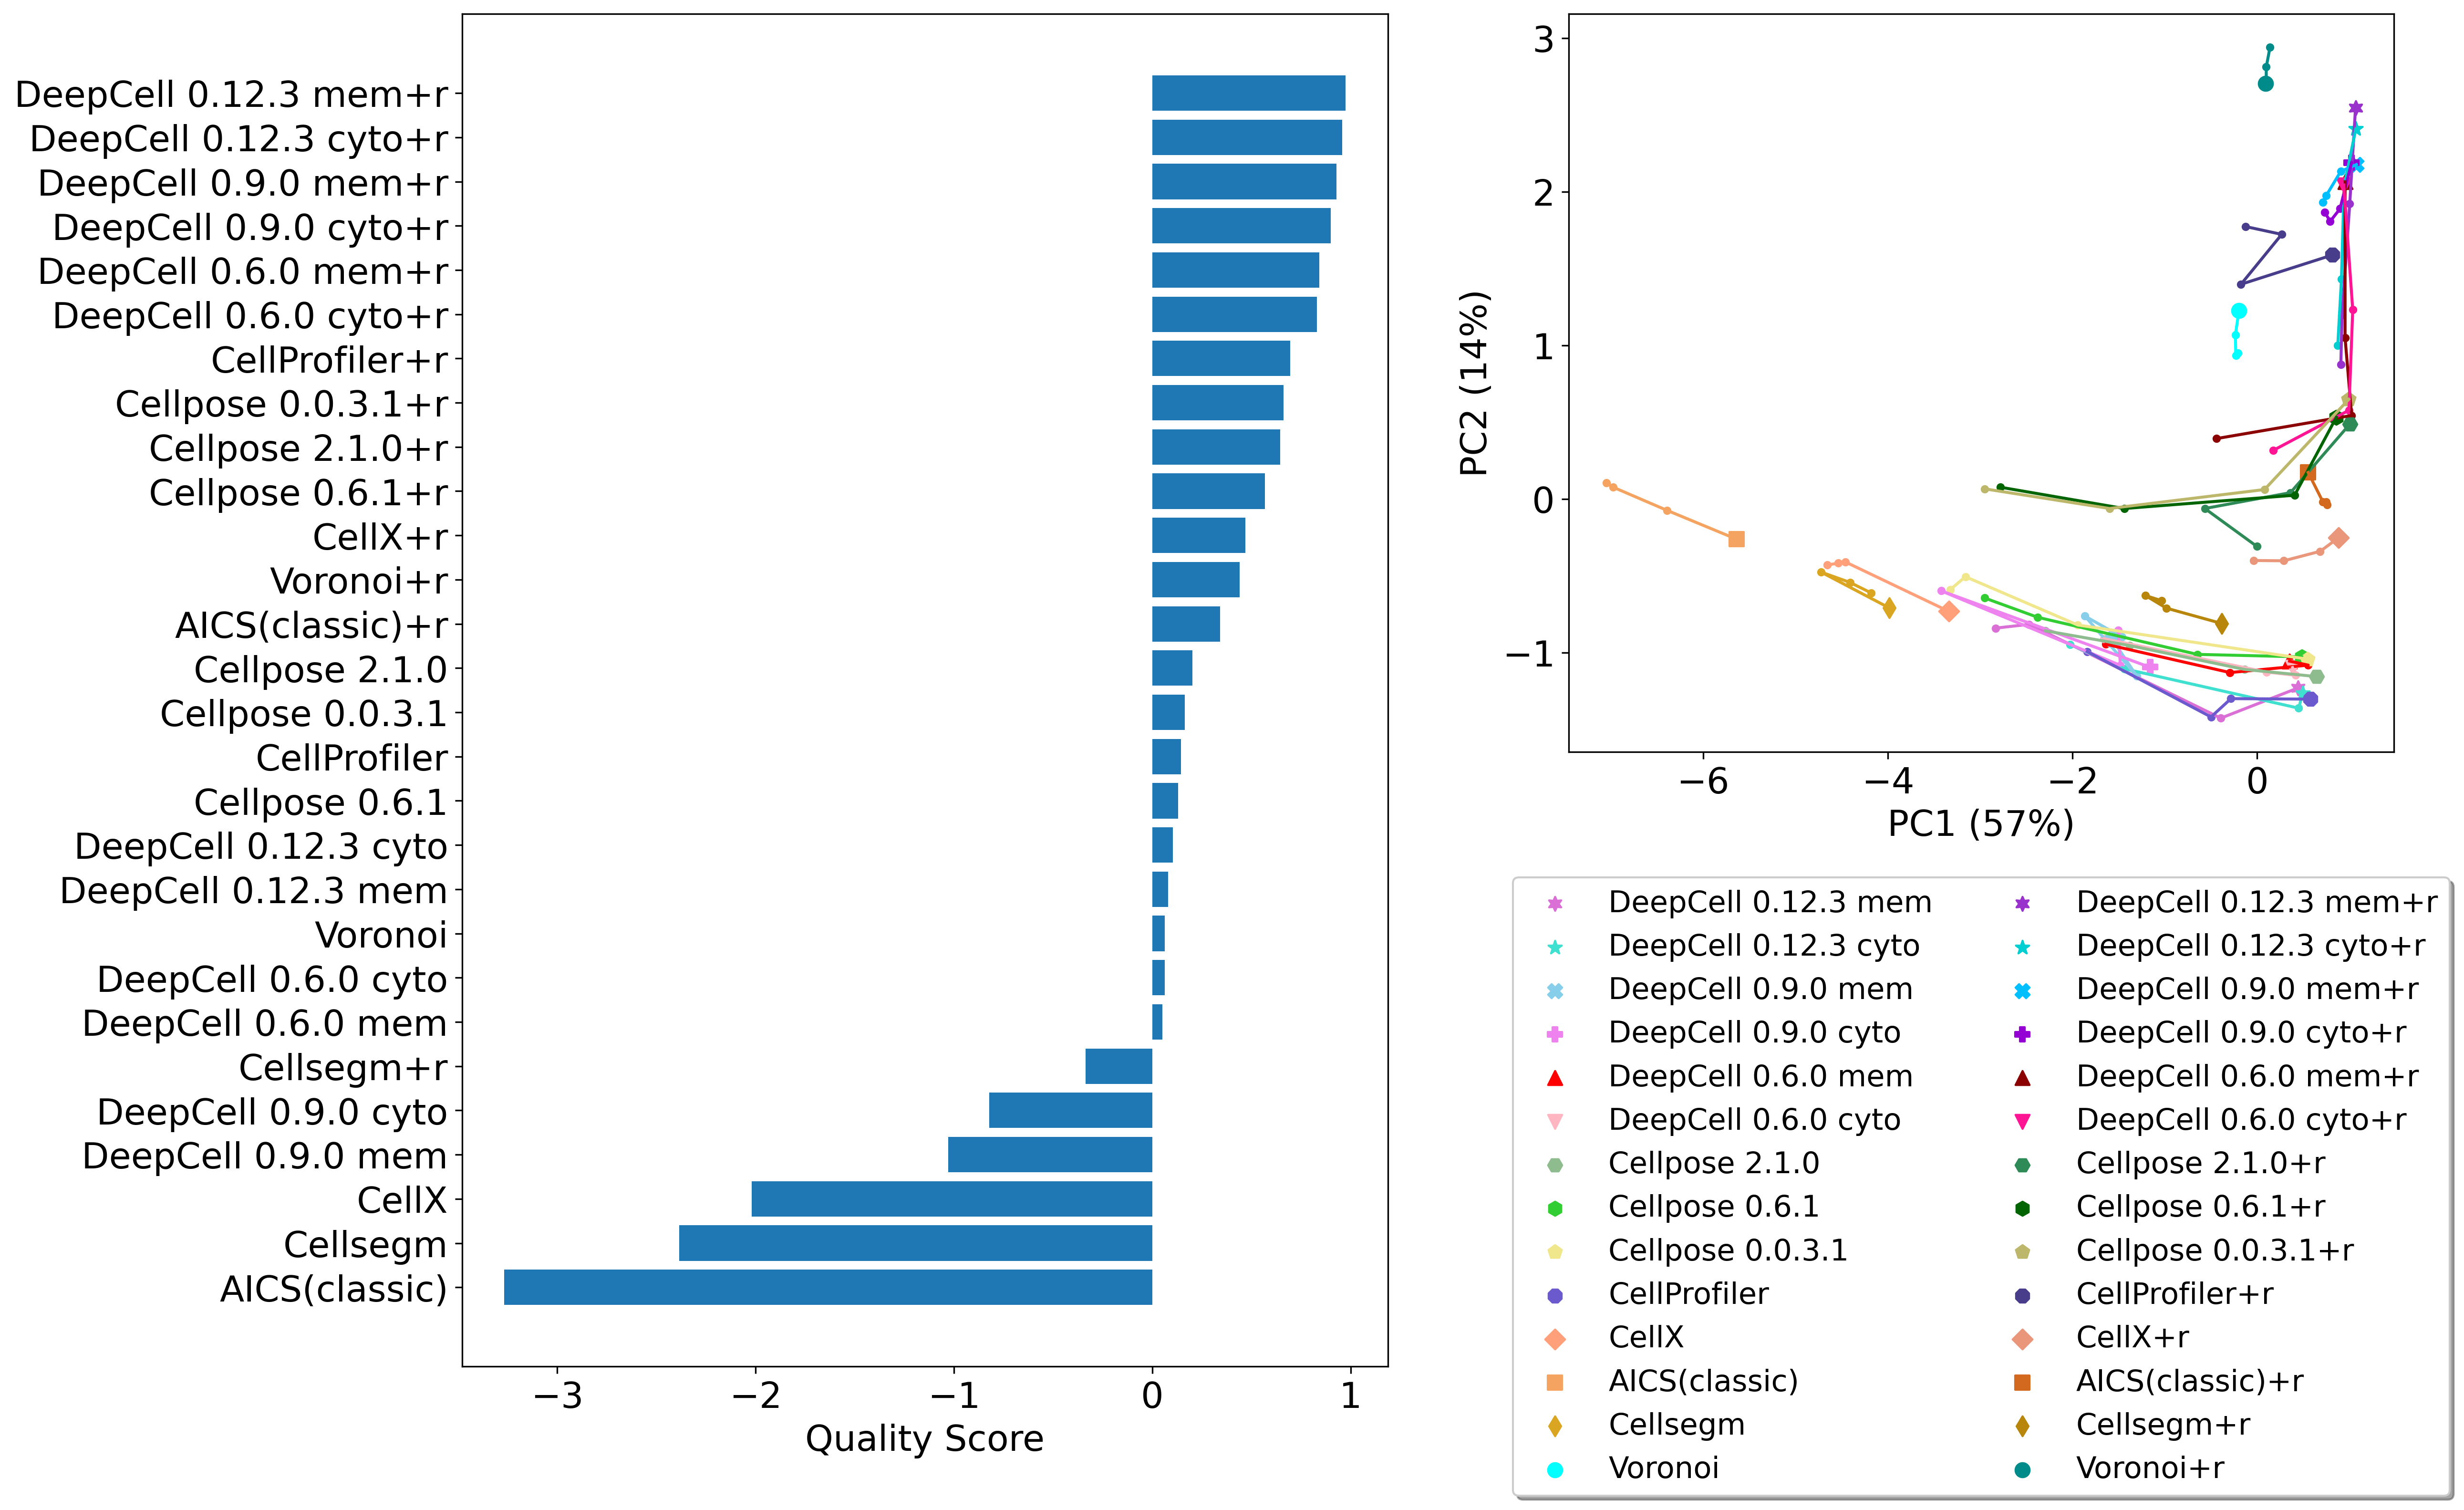 DeepCell 0.12.3 mem+r
DeepCell 0.12.3 cyto+r
DeepCell 0.9.0 mem+r
DeepCell 0.9.0 cyto+r
DeepCell 0.6.0 mem+r
DeepCell 0.6.0 cyto+r
CellProfiler+r
Cellpose 0.0.3.1+r
Cellpose 2.1.0+r
Cellpose 0.6.1+r
CellX+r
Voronoi+r
AICS(classic)+r
Cellpose 2.1.0
Cellpose 0.0.3.1
CellProfiler
Cellpose 0.6.1
DeepCell 0.12.3 cyto
DeepCell 0.12.3 mem
Voronoi
DeepCell 0.6.0 cyto
DeepCell 0.6.0 mem
Cellsegm+r
DeepCell 0.9.0 cyto
DeepCell 0.9.0 mem
CellX
Cellsegm
AICS(classic)
−3 −2 −1 0 1
Quality Score
3
2
1
0
−1
PC2 (14%)
−6 −4 −2 0
PC1 (57%)
DeepCell 0.12.3 mem
DeepCell 0.12.3 cyto
DeepCell 0.9.0 mem
DeepCell 0.9.0 cyto
DeepCell 0.6.0 mem
DeepCell 0.6.0 cyto
Cellpose 2.1.0
Cellpose 0.6.1
Cellpose 0.0.3.1
CellProfiler
CellX
AICS(classic)
Cellsegm
Voronoi
DeepCell 0.12.3 mem+r
DeepCell 0.12.3 cyto+r
DeepCell 0.9.0 mem+r
DeepCell 0.9.0 cyto+r
DeepCell 0.6.0 mem+r
DeepCell 0.6.0 cyto+r
Cellpose 2.1.0+r
Cellpose 0.6.1+r
Cellpose 0.0.3.1+r
CellProfiler+r
CellX+r
AICS(classic)+r
Cellsegm+r
Voronoi+r